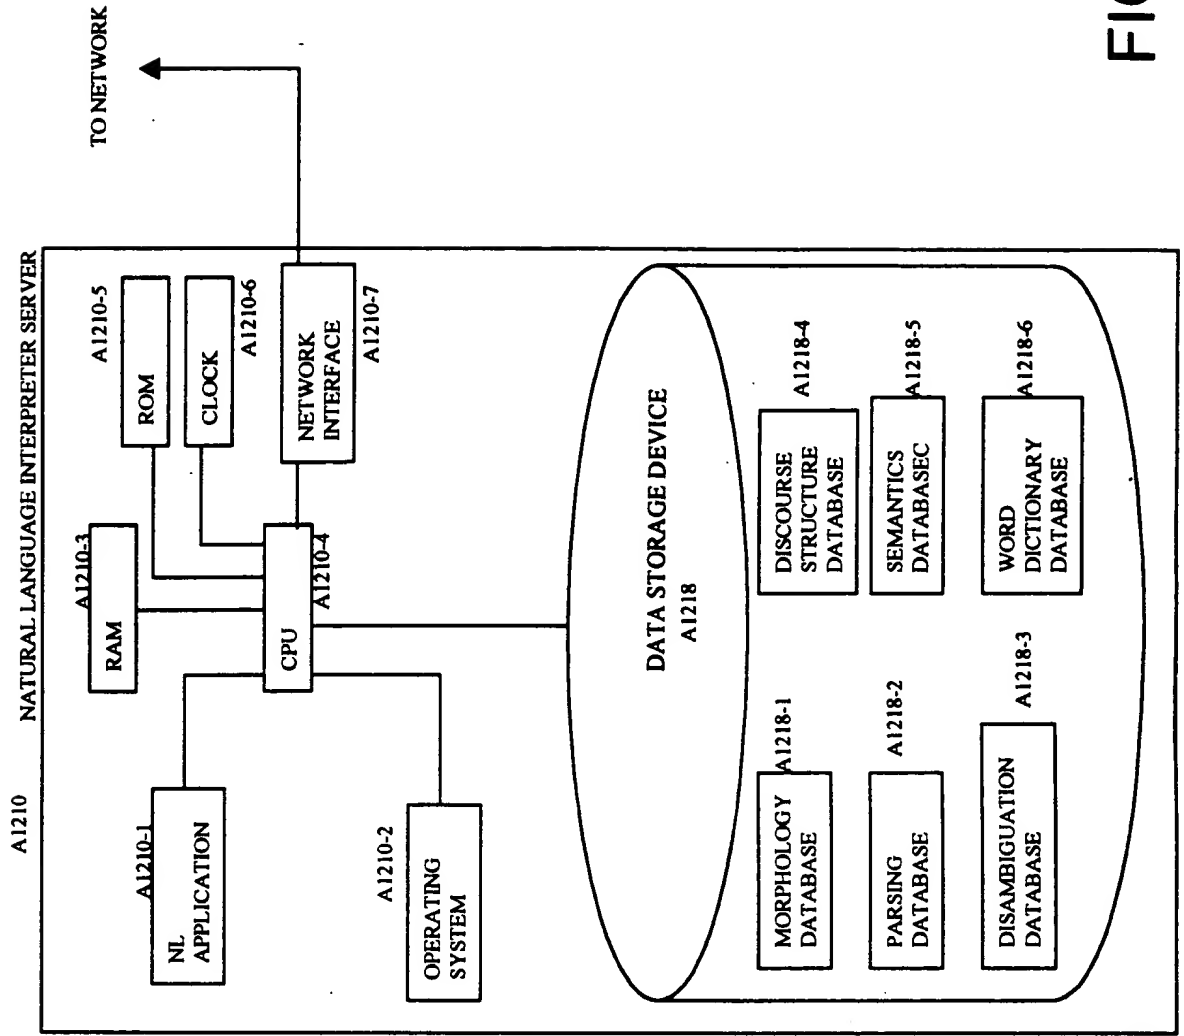 A1210
NATURAL LANGUAGE INTERPRETER SERVER
TO NETWORK
A1210-1
NL
APPLICATION
A1210-3
RAM
A1210-5
ROM
CLOCK
A1210-6
CPU
A1210-4
NETWORK
INTERFACE
A1210-7
A1210-2
OPERATING
SYSTEM
DATA STORAGE DEVICE
A1218
MORPHOLOGY
DATABASE
A1218-1
PARSING
DATABASE
A1218-2
DISAMBIGUATION
DATABASE
A1218-3
DISCOURSE
STRUCTURE
DATABASE
A1218-4
SEMANTICS
DATABASEC
A1218-5
WORD
DICTIONARY
DATABASE
A1218-6